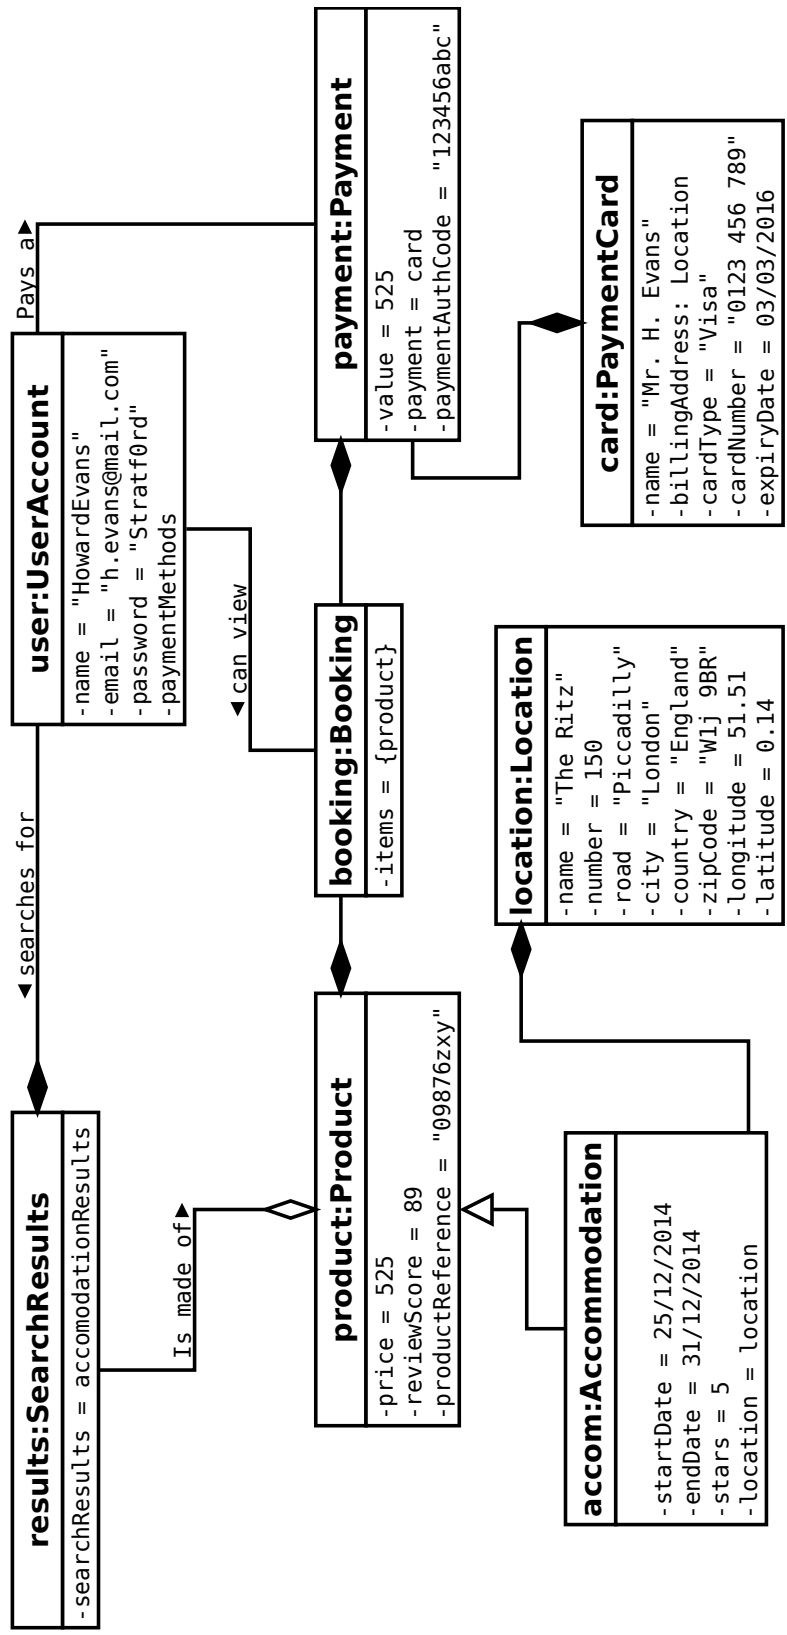 results:SearchResults
-searchResults = accomodationResults
◀searches for
user:UserAccount
-name = "HowardEvans"
-email = "h.evans@mail.com"
-password = "Stratf0rd"
-paymentMethods
Pays a▶
Is made of▶
◀can view
product:Product
-price = 525
-reviewScore = 89
-productReference = "09876zxy"
booking:Booking
-items = {product}
payment:Payment
-value = 525
-payment = card
-paymentAuthCode = "123456abc"
accom:Accommodation
-startDate = 25/12/2014
-endDate = 31/12/2014
-stars = 5
-location = location
location:Location
-name = "The Ritz"
-number = 150
-road = "Piccadilly"
-city = "London"
-country = "England"
-zipCode = "W1j 9BR"
-longitude = 51.51
-latitude = 0.14
card:PaymentCard
-name = "Mr. H. Evans"
-billingAddress: Location
-cardType = "Visa"
-cardNumber = "0123 456 789"
-expiryDate = 03/03/2016